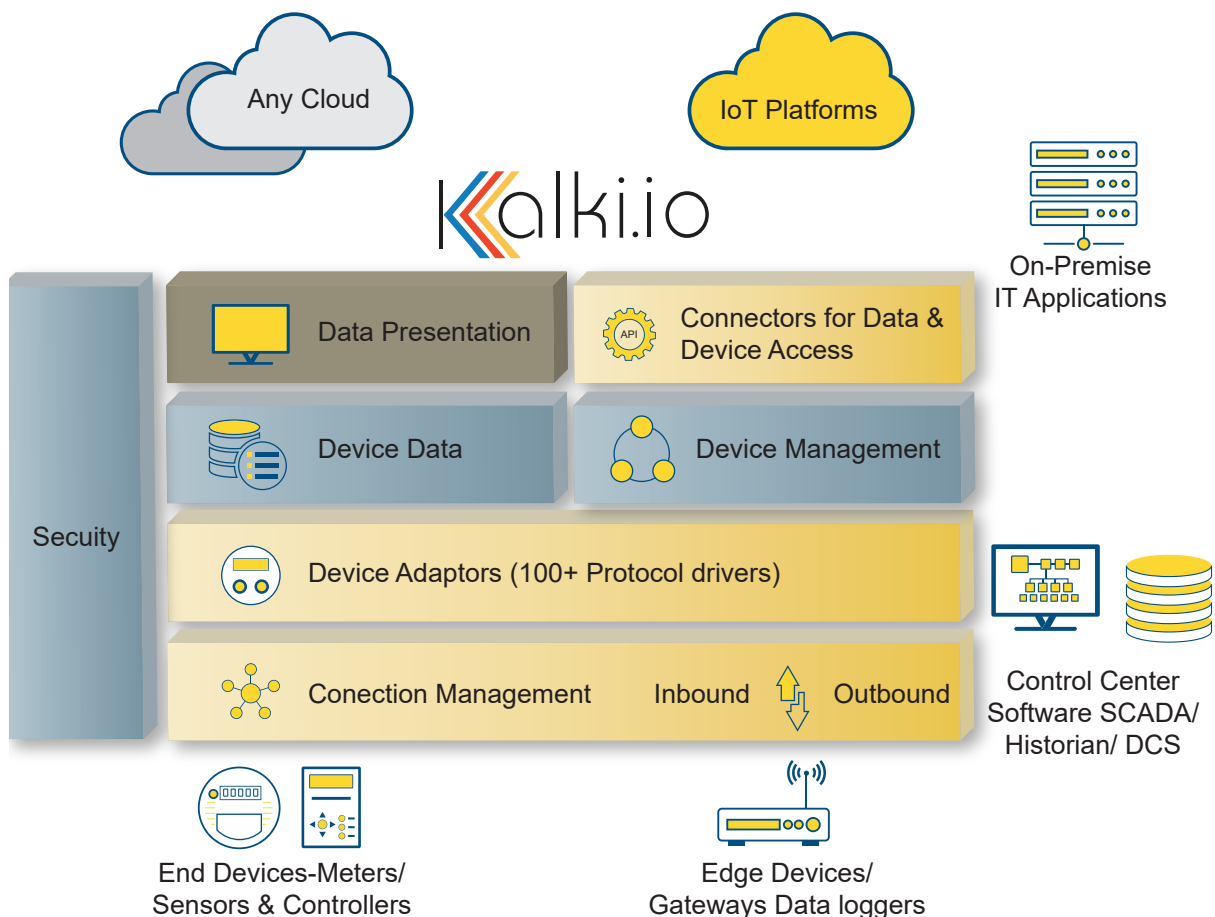 Any Cloud
IoT Platforms
Kalki.io
On-Premise
IT Applications
Data Presentation
API
Connectors for Data &
Device Access
Device Data
Device Management
Secuity
Device Adaptors (100+ Protocol drivers)
Conection Management
Inbound
Outbound
Control Center
Software SCADA/
Historian/ DCS
End Devices-Meters/
Sensors & Controllers
Edge Devices/
Gateways Data loggers